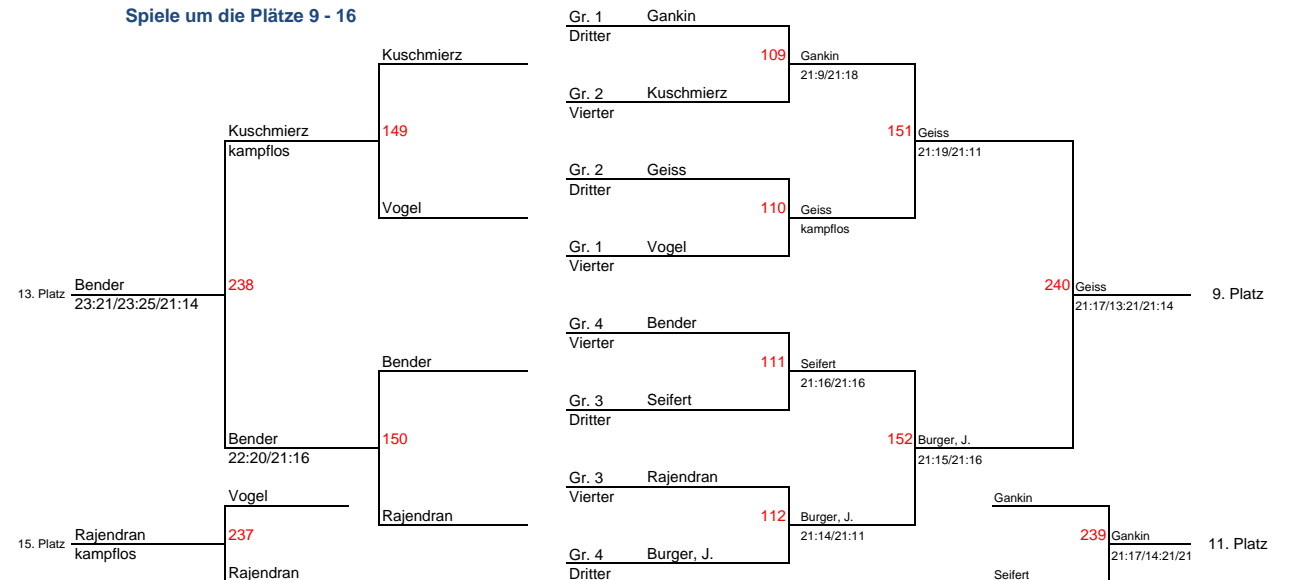 Spiele um die Plätze 9 - 16
Gr. 1 Gankin
Dritter
Kuschmierz
109 Gankin
21:9/21:18
Gr. 2 Kuschmierz
Vierter
Kuschmierz
kampflos
149
151 Geiss
21:19/21:11
Gr. 2 Geiss
Dritter
Vogel
110 Geiss
kampflos
Gr. 1 Vogel
Vierter
13. Platz Bender
23:21/23:25/21:14
238
240 Geiss
21:17/13:21/21:14
9. Platz
Gr. 4 Bender
Vierter
Bender
111 Seifert
21:16/21:16
Gr. 3 Seifert
Dritter
Bender
22:20/21:16
150
152 Burger, J.
21:15/21:16
Gr. 3 Rajendran
Vierter
Vogel
Gankin
Rajendran
112 Burger, J.
21:14/21:11
15. Platz Rajendran
kampflos
237
239 Gankin
21:17/14:21/21
11. Platz
Gr. 4 Burger, J.
Dritter
Rajendran
Seifert